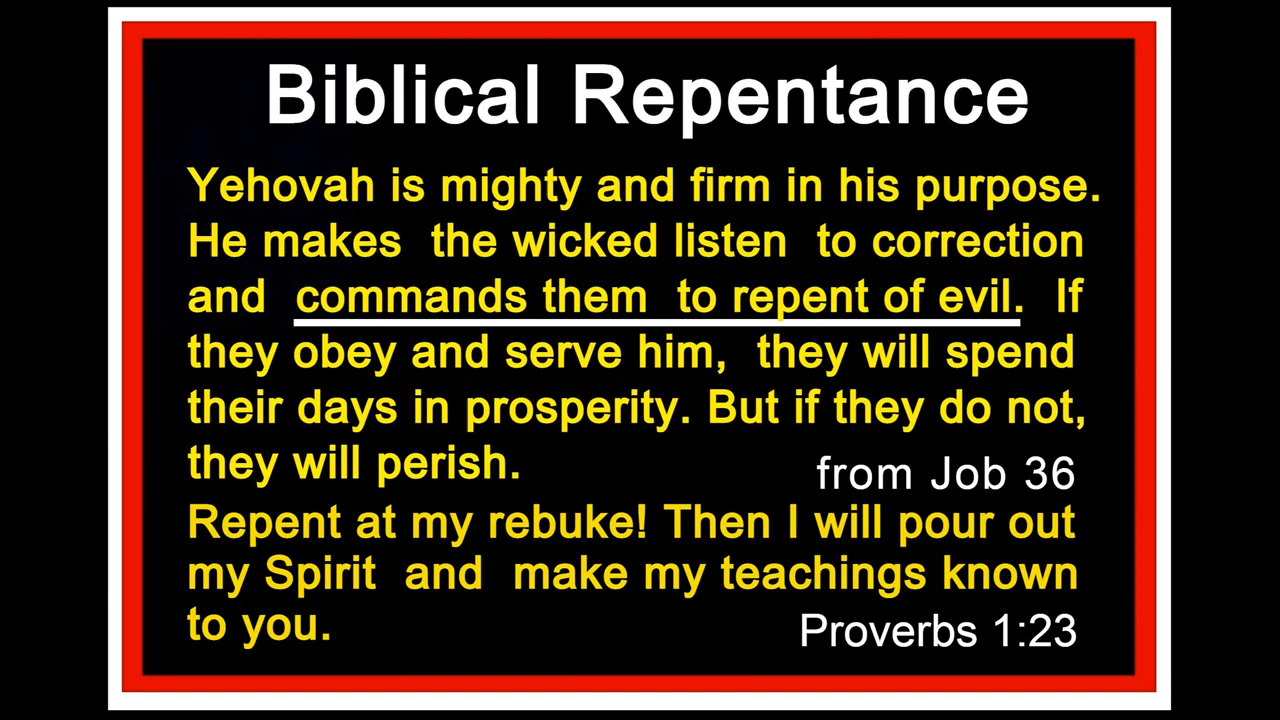 Biblical Repentance
Yehovah is mighty and firm in his purpose.
He makes the wicked listen to correction
and commands them to repent of evil. If
they obey and serve him, they will spend
their days in prosperity. But if they do not,
they will perish.
from Job 36
Repent at my rebuke! Then I will pour out
my Spirit and make my teachings known
to you.
Proverbs 1:23